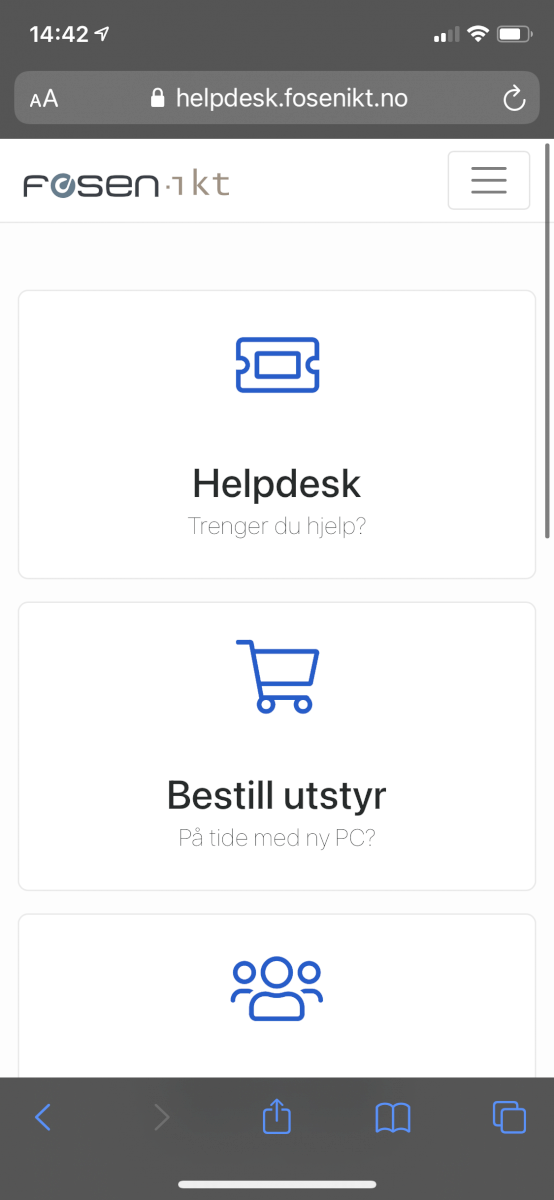 14:42
AA
helpdesk.fosenikt.no
fosen.ikt
Helpdesk
Trenger du hjelp?
Bestill utstyr
På tide med ny PC?